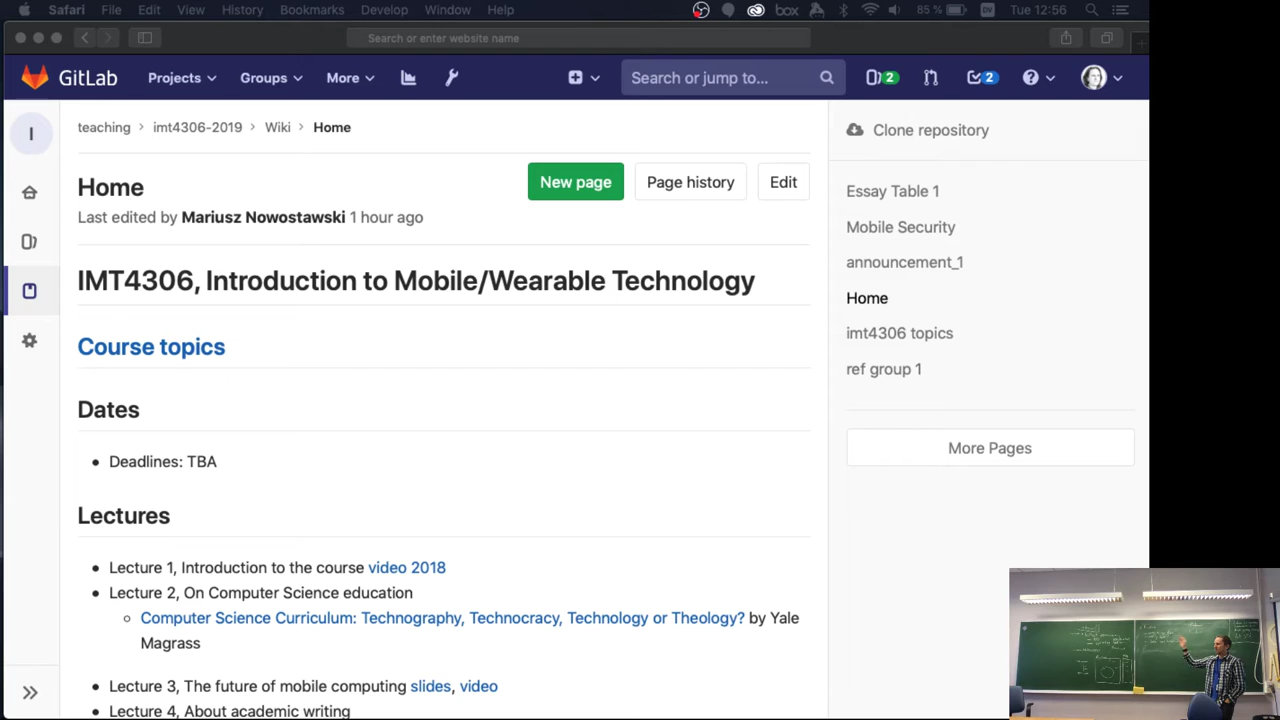 Safari File Edit View History Bookmarks Develop Window Help box 85 % DV Tue 12:56
Search or enter website name
GitLab Projects Groups More Search or jump to... 2 2
I
teaching > imt4306-2019 > Wiki > Home
Clone repository
Home
New page
Page history
Edit
Last edited by Mariusz Nowostawski 1 hour ago
IMT4306, Introduction to Mobile/Wearable Technology
Course topics
Dates
• Deadlines: TBA
Lectures
• Lecture 1, Introduction to the course video 2018
• Lecture 2, On Computer Science education
◦ Computer Science Curriculum: Technography, Technocracy, Technology or Theology? by Yale
Magrass
• Lecture 3, The future of mobile computing slides, video
• Lecture 4, About academic writing
Essay Table 1
Mobile Security
announcement_1
Home
imt4306 topics
ref group 1
More Pages